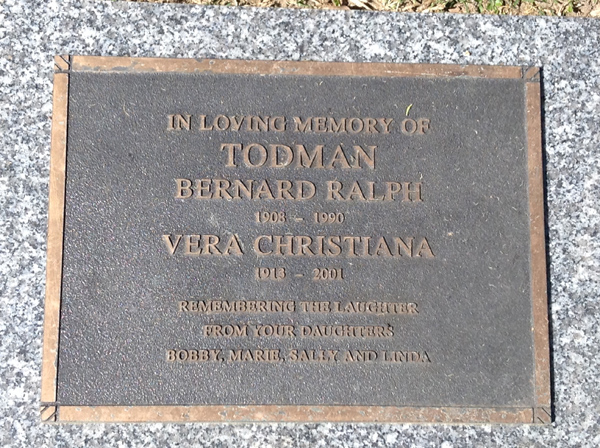 IN LOVING MEMORY OF
TODMAN
BERNARD RALPH
1908 – 1990
VERA CHRISTIANA
1913 – 2001
REMEMBERING THE LAUGHTER
FROM YOUR DAUGHTERS
BOBBY, MARIE, SALLY AND LINDA